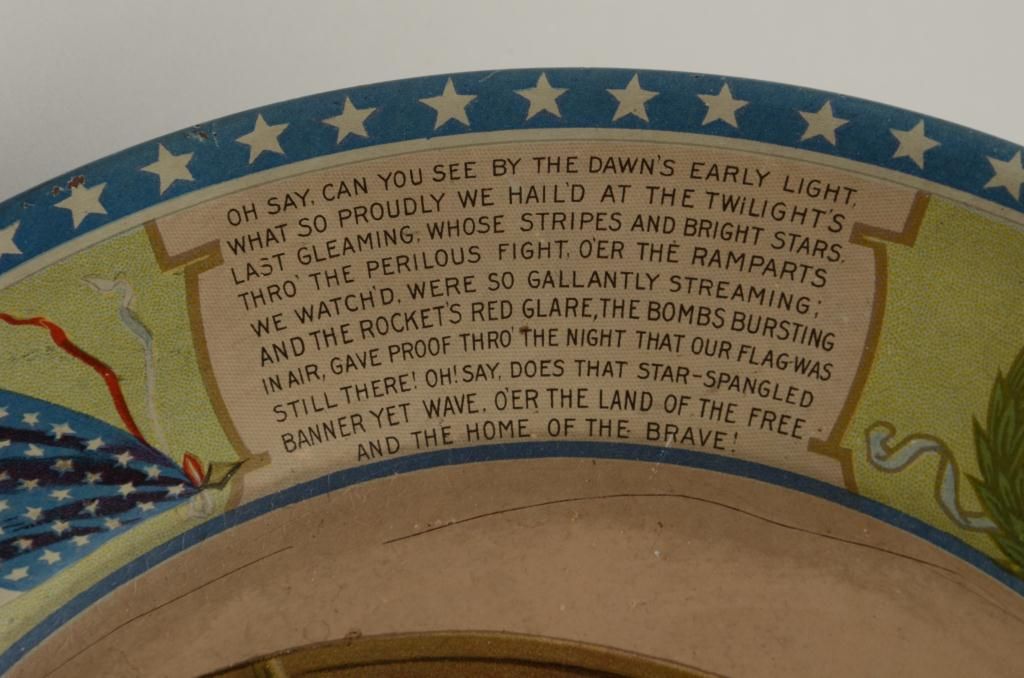 OH SAY, CAN YOU SEE BY THE DAWN'S EARLY LIGHT,
WHAT SO PROUDLY WE HAIL'D AT THE TWILIGHT'S
LAST GLEAMING, WHOSE STRIPES AND BRIGHT STARS,
THRO' THE PERILOUS FIGHT, O'ER THE RAMPARTS
WE WATCH'D, WERE SO GALLANTLY STREAMING;
AND THE ROCKET'S RED GLARE, THE BOMBS BURSTING
IN AIR, GAVE PROOF THRO' THE NIGHT THAT OUR FLAG WAS
STILL THERE! OH! SAY, DOES THAT STAR-SPANGLED
BANNER YET WAVE, O'ER THE LAND OF THE FREE
AND THE HOME OF THE BRAVE!